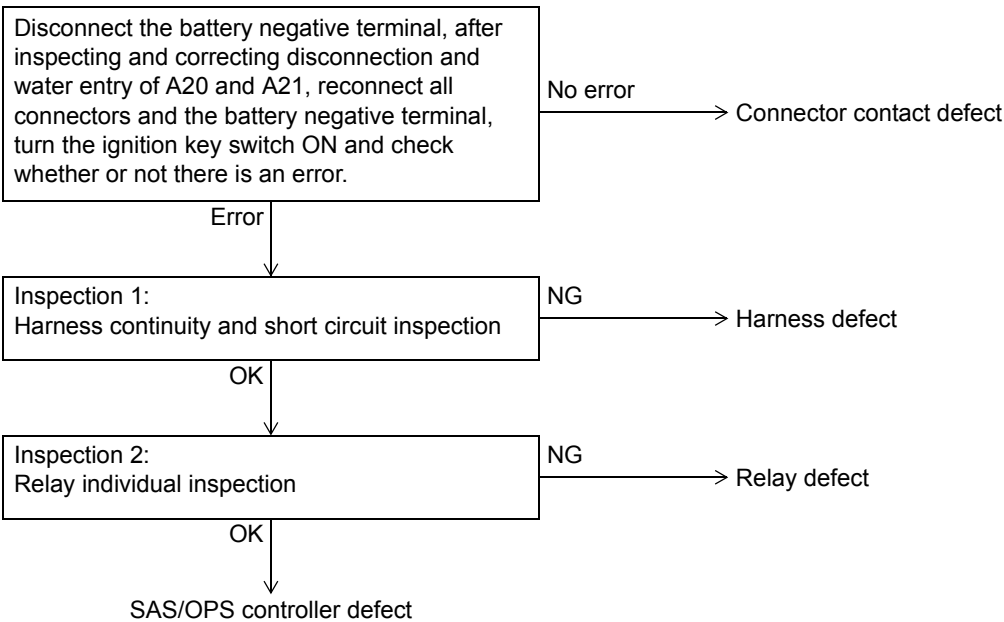 Disconnect the battery negative terminal, after
inspecting and correcting disconnection and
water entry of A20 and A21, reconnect all
connectors and the battery negative terminal,
turn the ignition key switch ON and check
whether or not there is an error.
No error
Connector contact defect
Error
Inspection 1:
Harness continuity and short circuit inspection
NG
Harness defect
OK
Inspection 2:
Relay individual inspection
NG
Relay defect
OK
SAS/OPS controller defect